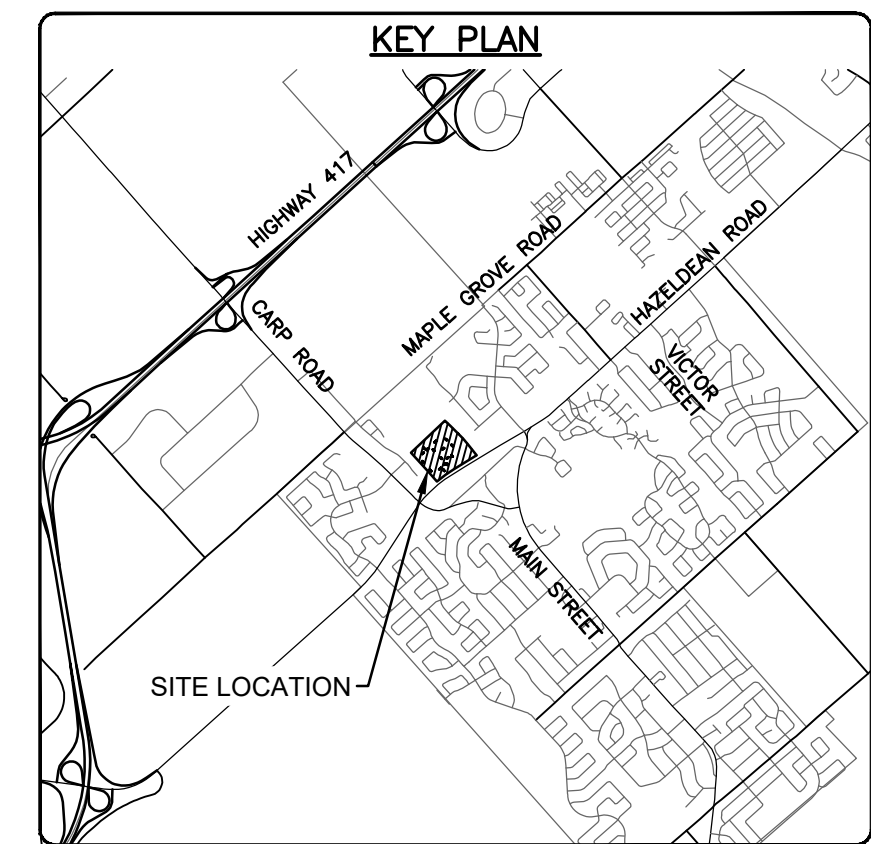 KEY PLAN
HIGHWAY 417
CARP ROAD
MAPLE GROVE ROAD
HAZELDEAN ROAD
VICTOR
STREET
MAIN STREET
SITE LOCATION